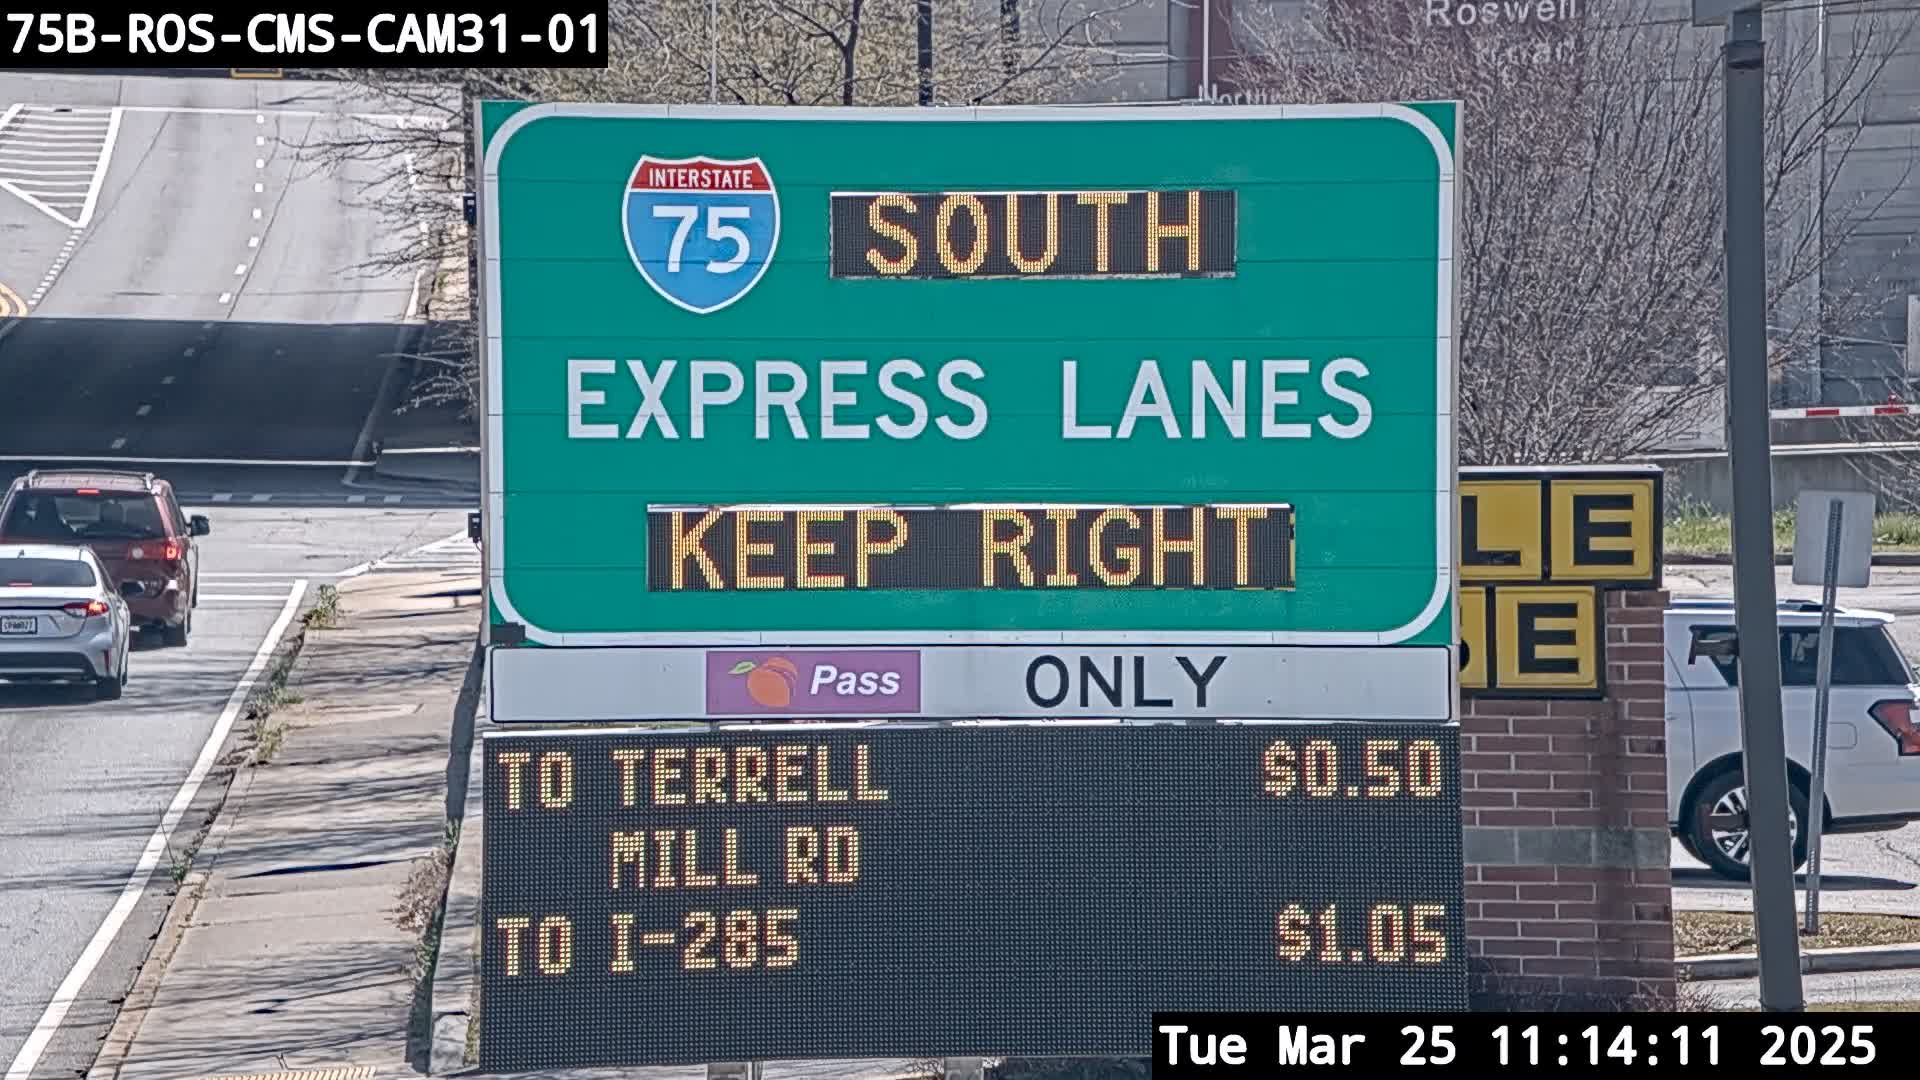 75B-ROS-CMS-CAM31-01
Roswell
INTERSTATE
75
SOUTH
EXPRESS LANES
KEEP RIGHT
LE
E
Pass ONLY
TO TERRELL $0.50
MILL RD
TO I-285 $1.05
Tue Mar 25 11:14:11 2025